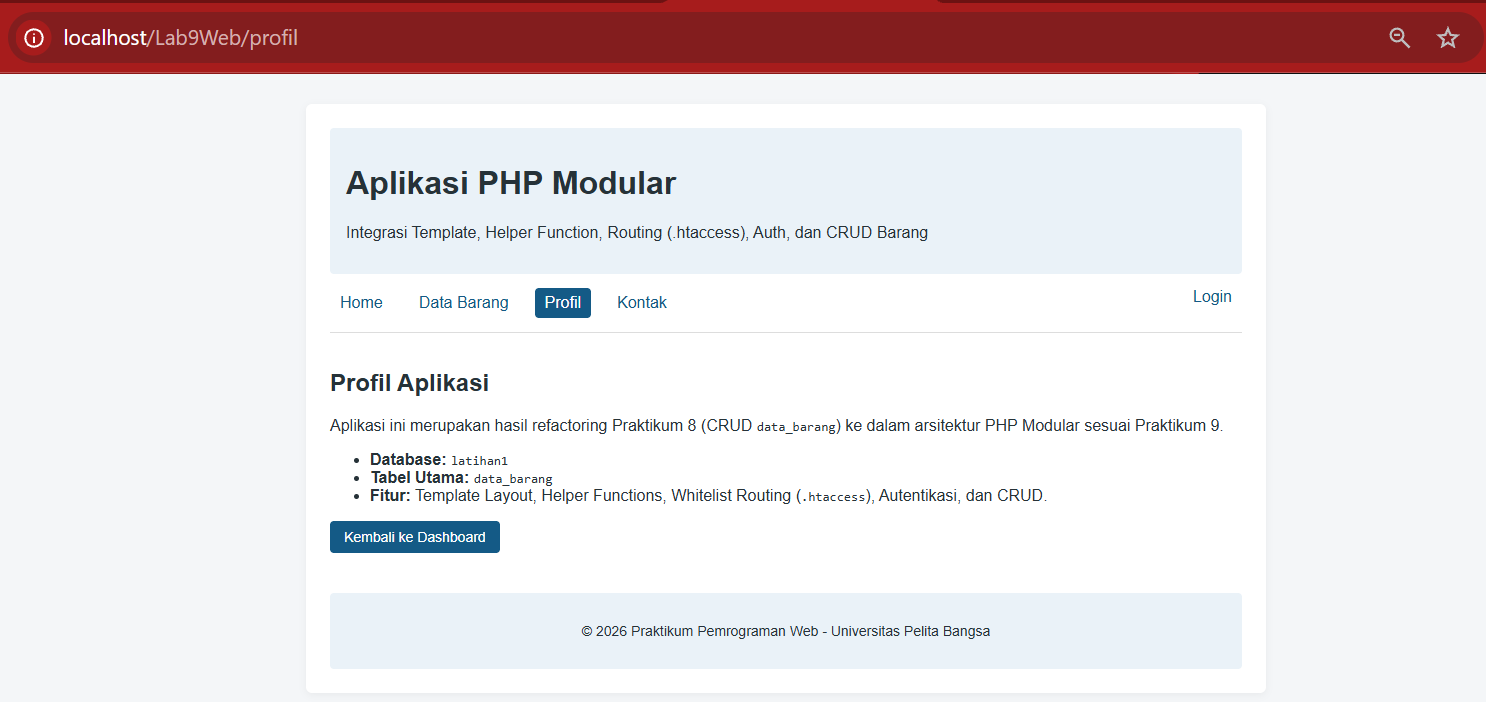 localhost/Lab9Web/profil
Aplikasi PHP Modular
Integrasi Template, Helper Function, Routing (.htaccess), Auth, dan CRUD Barang
Home Data Barang Profil Kontak Login
Profil Aplikasi
Aplikasi ini merupakan hasil refactoring Praktikum 8 (CRUD data_barang) ke dalam arsitektur PHP Modular sesuai Praktikum 9.
• Database: latihan1
• Tabel Utama: data_barang
• Fitur: Template Layout, Helper Functions, Whitelist Routing (.htaccess), Autentikasi, dan CRUD.
Kembali ke Dashboard
© 2026 Praktikum Pemrograman Web - Universitas Pelita Bangsa